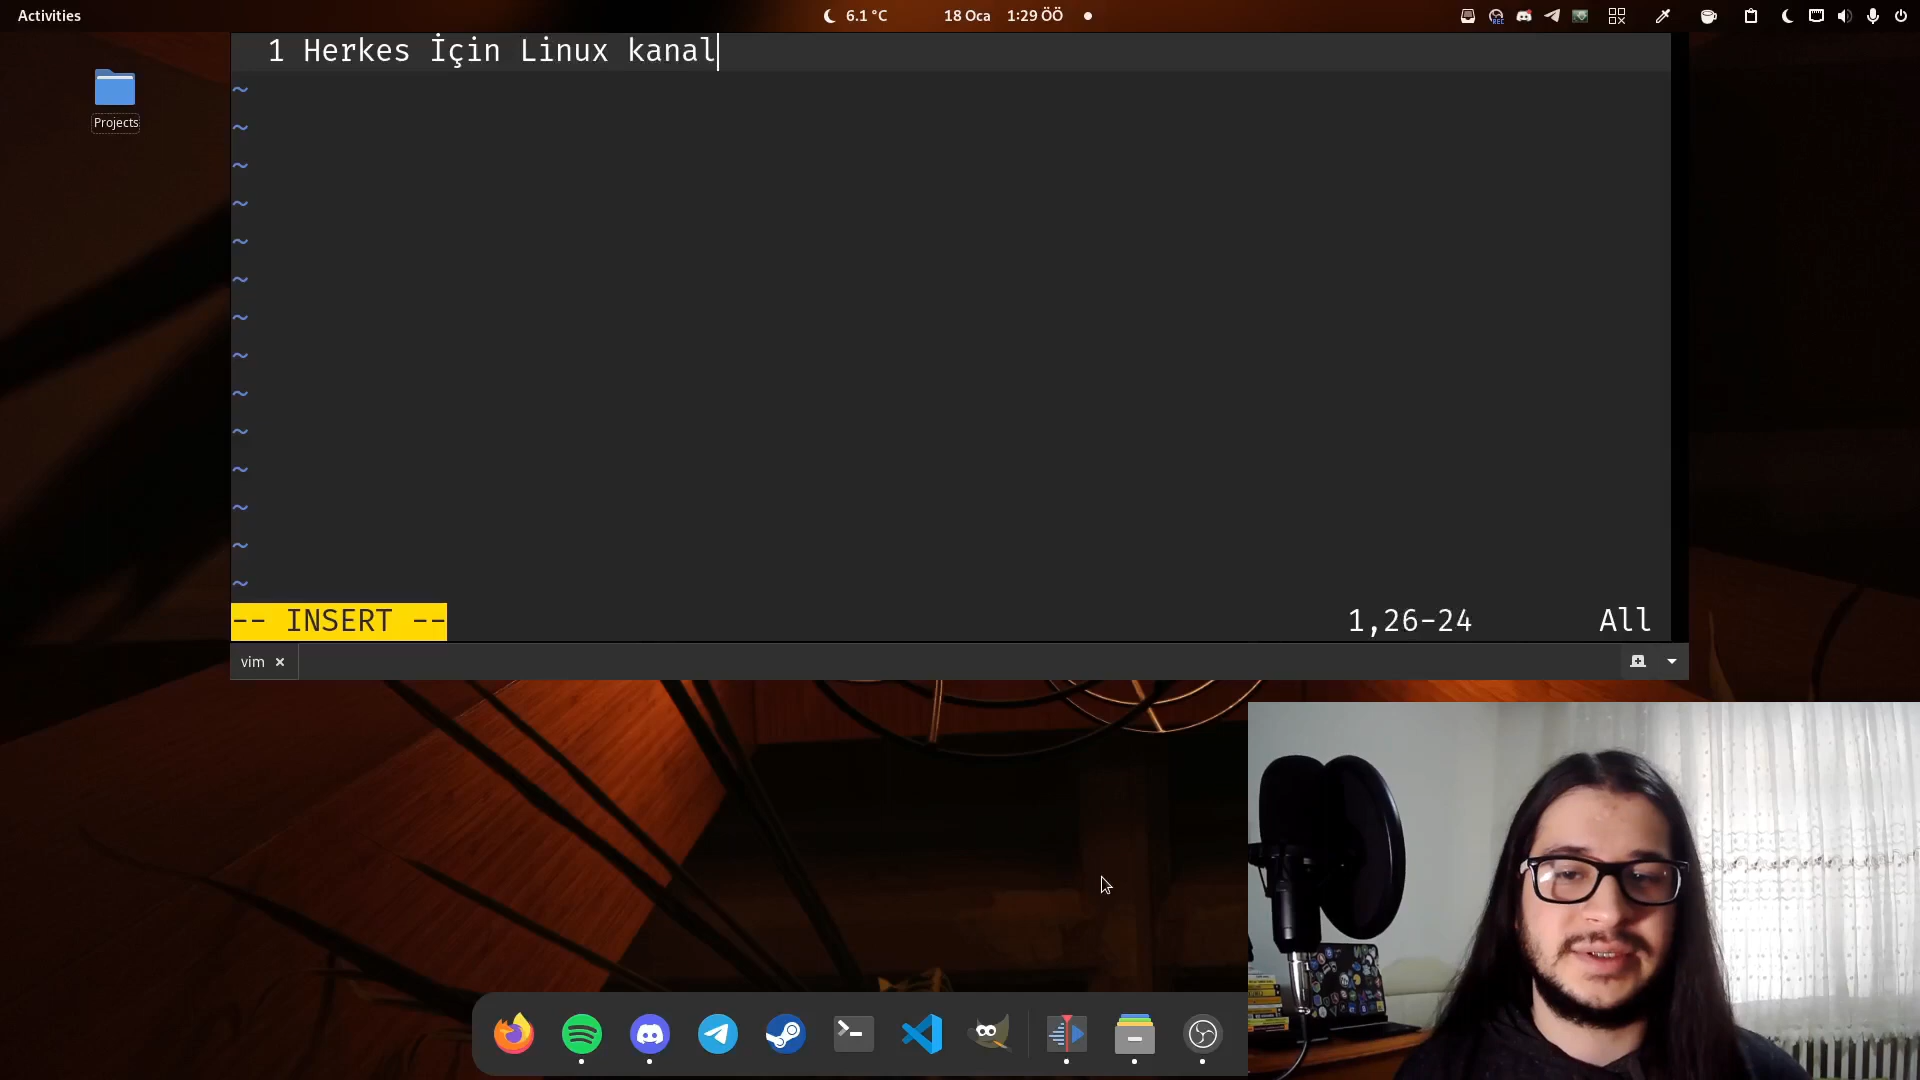 Activities
6.1 °C
18 Oca 1:29 ÖÖ
REC
Projects
1 Herkes İçin Linux kanal
~
~
~
~
~
~
~
~
~
~
~
~
~
~
-- INSERT --
1,26-24
All
vim